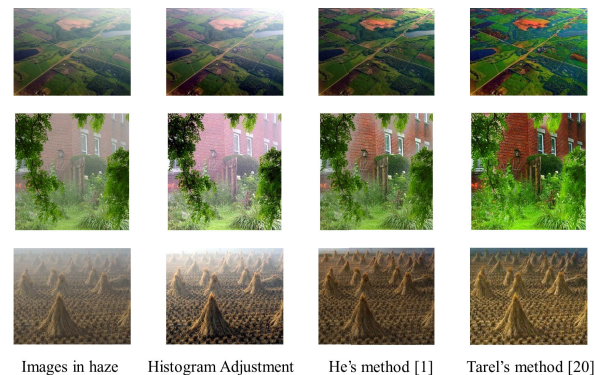 Images in haze
Histogram Adjustment
He's method [1]
Tarel's method [20]